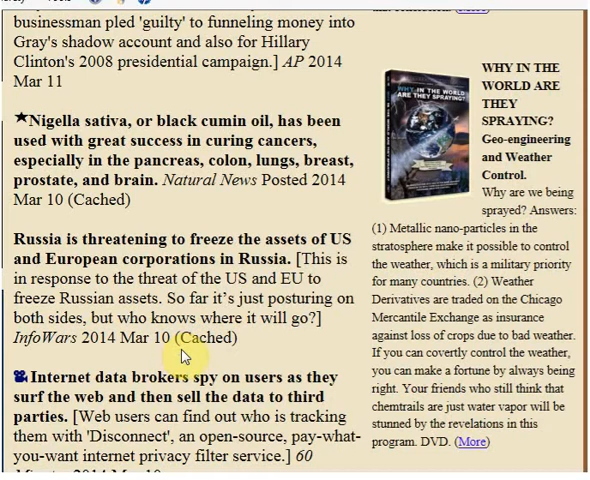 businessman pled 'guilty' to funneling money into
Gray's shadow account and also for Hillary
Clinton's 2008 presidential campaign.] AP 2014
Mar 11
Nigella sativa, or black cumin oil, has been
used with great success in curing cancers,
especially in the pancreas, colon, lungs, breast,
prostate, and brain. Natural News Posted 2014
Mar 10 (Cached)
Russia is threatening to freeze the assets of US
and European corporations in Russia. [This is
in response to the threat of the US and EU to
freeze Russian assets. So far it's just posturing on
both sides, but who knows where it will go?]
InfoWars 2014 Mar 10 (Cached)
Internet data brokers spy on users as they
surf the web and then sell the data to third
parties. [Web users can find out who is tracking
them with 'Disconnect', an open-source, pay-what-
you-want internet privacy filter service.] 60
WHY IN THE WORLD
ARE THEY SPRAYING?
WHY IN THE
WORLD ARE
THEY
SPRAYING?
Geo-engineering
and Weather
Control.
Why are we being
sprayed? Answers:
(1) Metallic nano-particles in the
stratosphere make it possible to control
the weather, which is a military priority
for many countries. (2) Weather
Derivatives are traded on the Chicago
Mercantile Exchange as insurance
against loss of crops due to bad weather.
If you can covertly control the weather,
you can make a fortune by always being
right. Your friends who still think that
chemtrails are just water vapor will be
stunned by the revelations in this
program. DVD. (More)